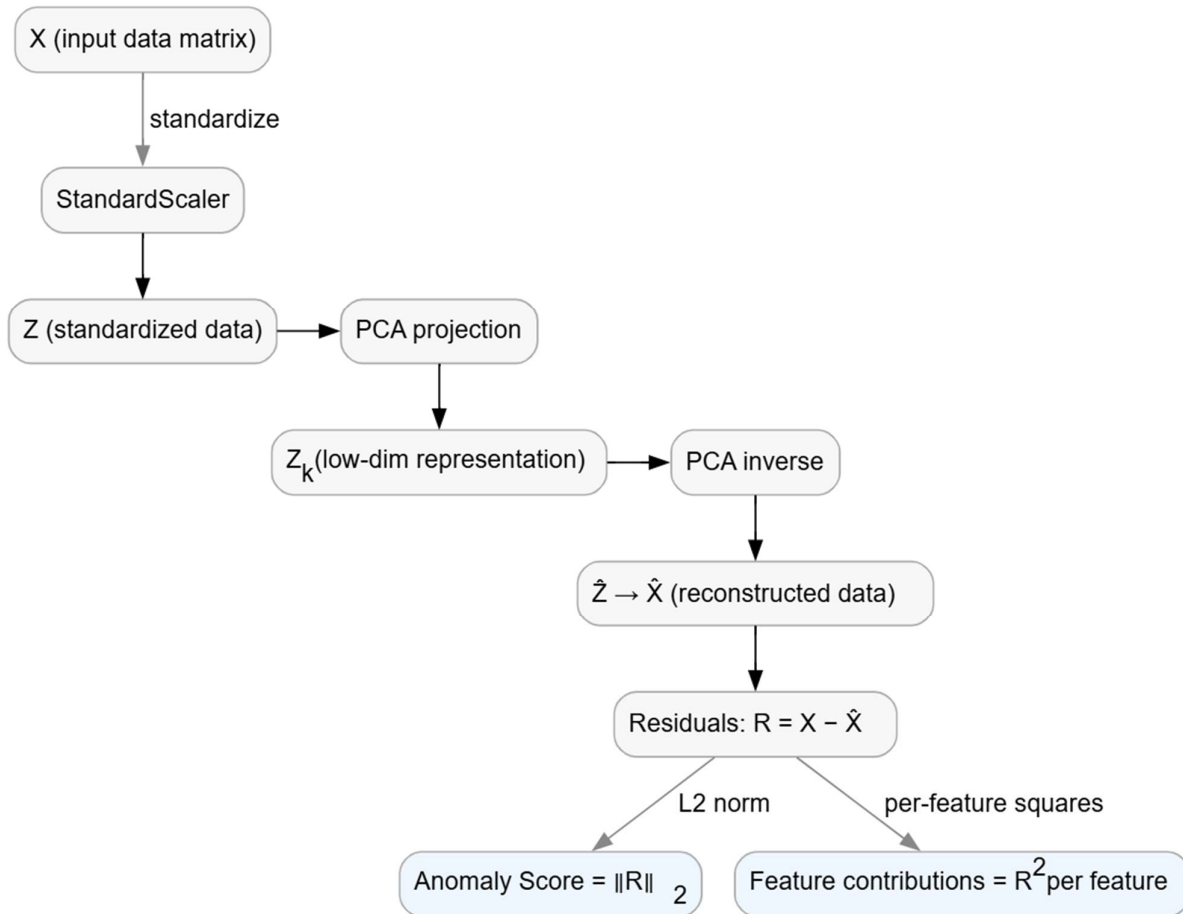 X (input data matrix)
standardize
StandardScaler
Z (standardized data)
PCA projection
Zₖ(low-dim representation)
PCA inverse
Ẑ → X̂ (reconstructed data)
Residuals: R = X − X̂
L2 norm
per-feature squares
Anomaly Score = ‖R‖ ₂
Feature contributions = R²per feature